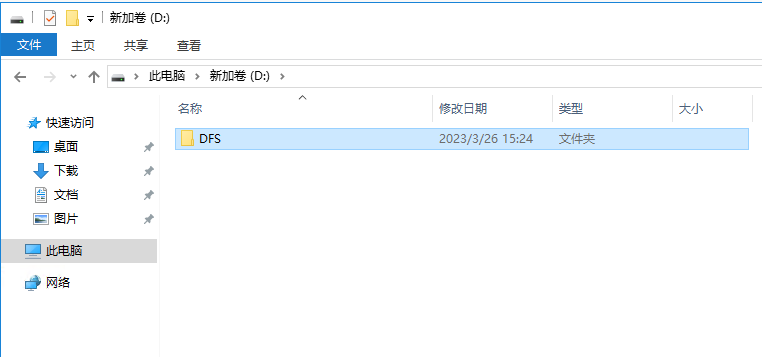 新加卷 (D:)
文件 主页 共享 查看
此电脑 新加卷 (D:)
名称 修改日期 类型 大小
DFS 2023/3/26 15:24 文件夹
快速访问
桌面
下载
文档
图片
此电脑
网络